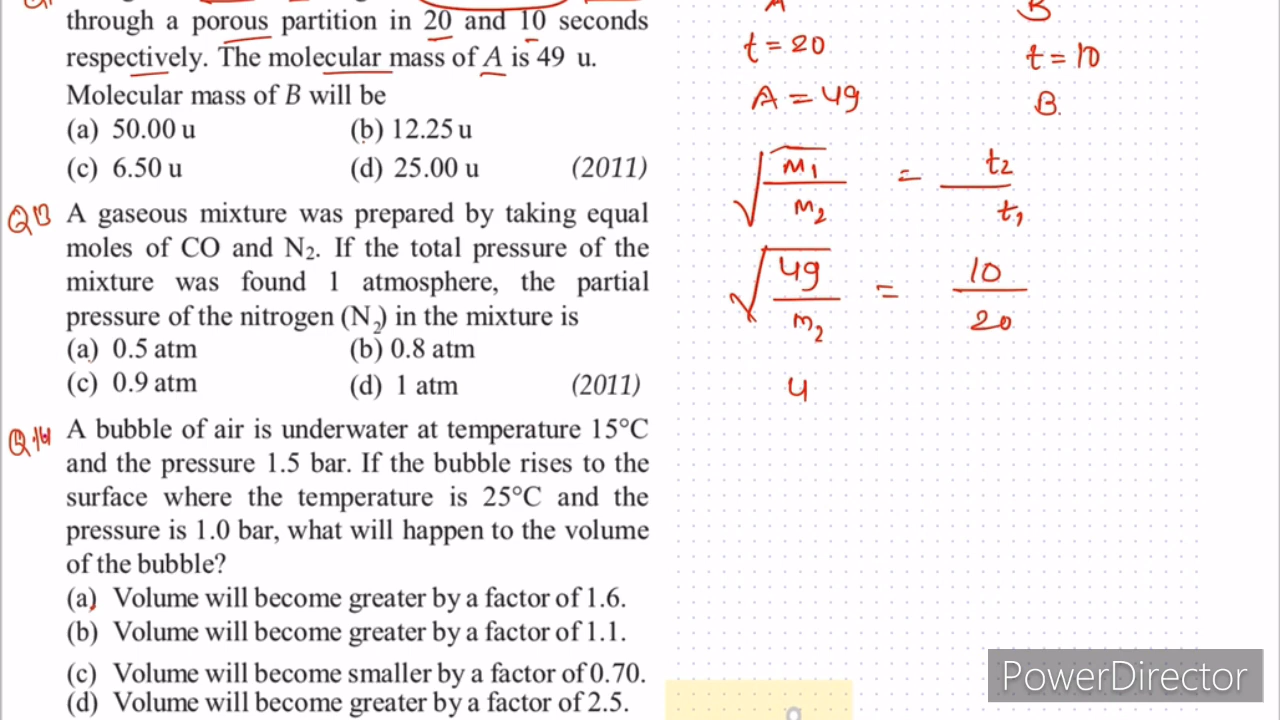 through a porous partition in 20 and 10 seconds
respectively. The molecular mass of A is 49 u.
Molecular mass of B will be
(a) 50.00 u (b) 12.25 u
(c) 6.50 u (d) 25.00 u (2011)
Q13 A gaseous mixture was prepared by taking equal
moles of CO and N₂. If the total pressure of the
mixture was found 1 atmosphere, the partial
pressure of the nitrogen (N₂) in the mixture is
(a) 0.5 atm (b) 0.8 atm
(c) 0.9 atm (d) 1 atm (2011)
Q.14 A bubble of air is underwater at temperature 15°C
and the pressure 1.5 bar. If the bubble rises to the
surface where the temperature is 25°C and the
pressure is 1.0 bar, what will happen to the volume
of the bubble?
(a) Volume will become greater by a factor of 1.6.
(b) Volume will become greater by a factor of 1.1.
(c) Volume will become smaller by a factor of 0.70.
(d) Volume will become greater by a factor of 2.5.
A B
t = 20 t = 10
A = 49 B
√(M₁/M₂) = t₂/t₁
√(49/M₂) = 10/20
4
PowerDirector